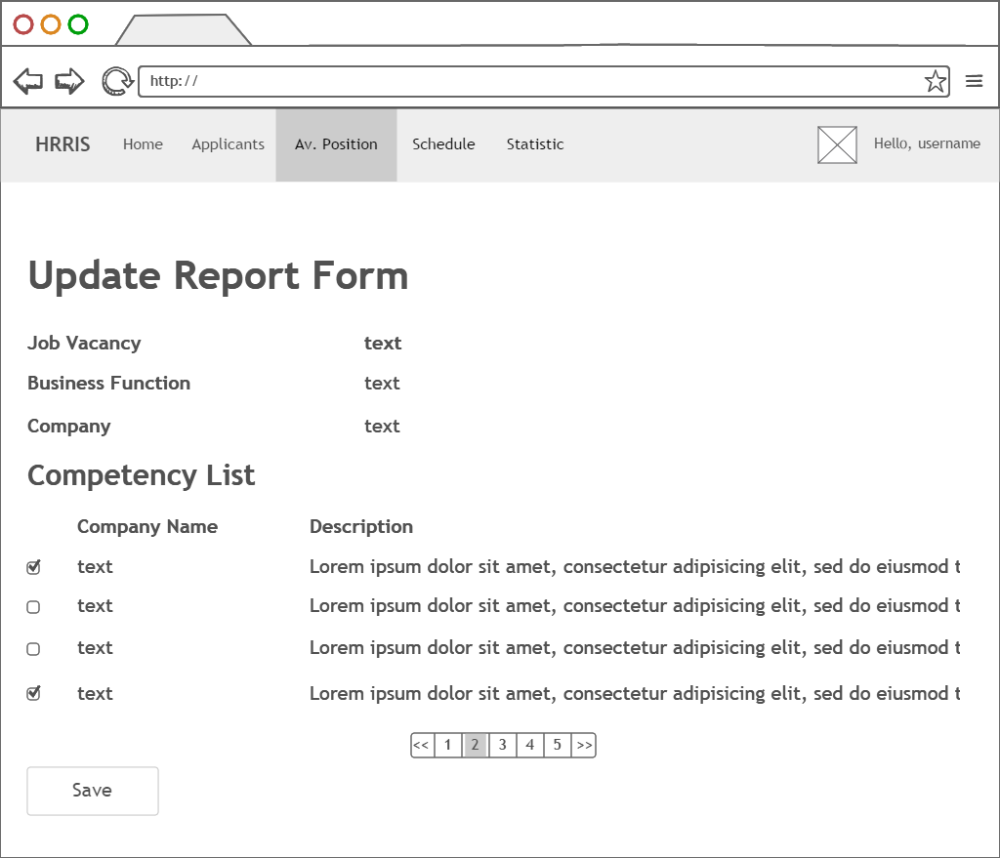 http://
HRRIS Home Applicants Av. Position Schedule Statistic Hello, username
Update Report Form
Job Vacancy text
Business Function text
Company text
Competency List
Company Name Description
text Lorem ipsum dolor sit amet, consectetur adipisicing elit, sed do eiusmod t
text Lorem ipsum dolor sit amet, consectetur adipisicing elit, sed do eiusmod t
text Lorem ipsum dolor sit amet, consectetur adipisicing elit, sed do eiusmod t
text Lorem ipsum dolor sit amet, consectetur adipisicing elit, sed do eiusmod t
<< 1 2 3 4 5 >>
Save